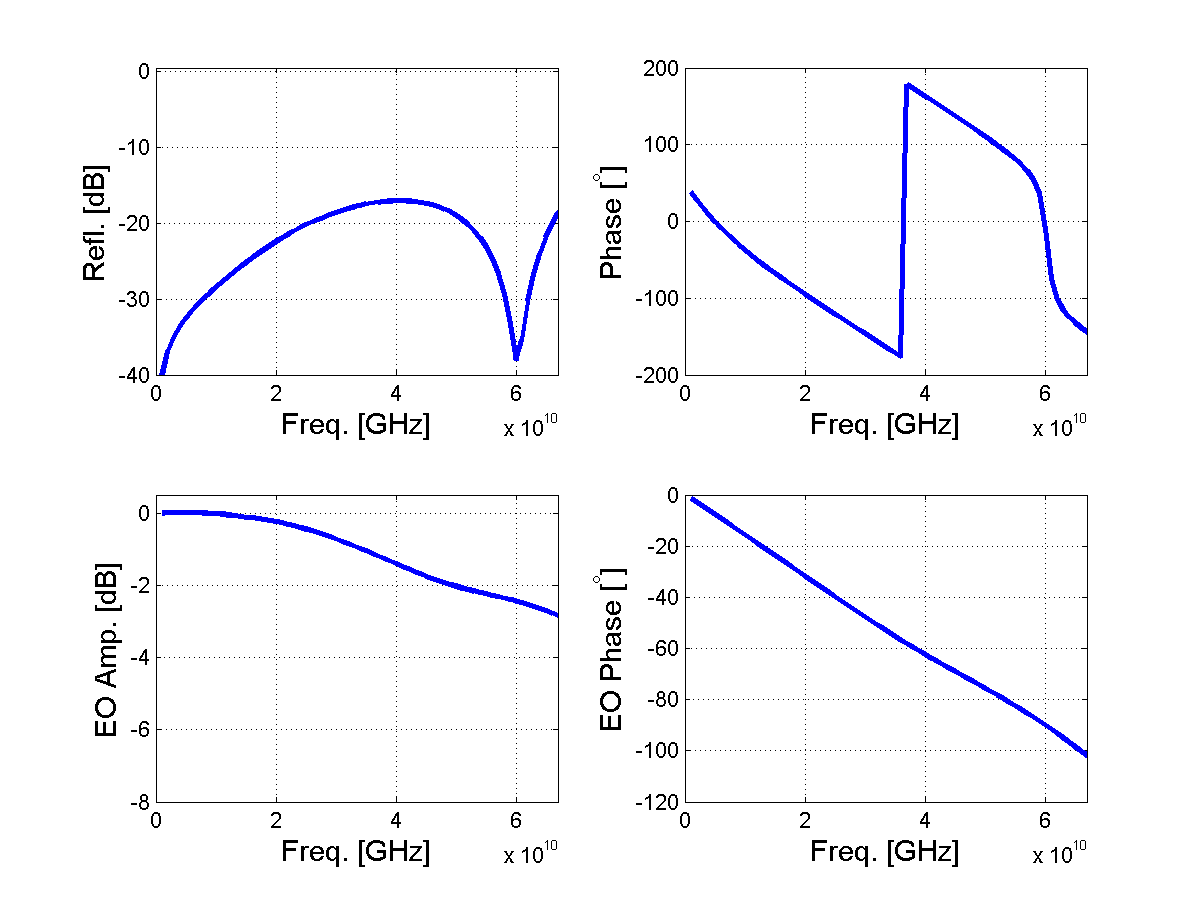 0
-10
-20
-30
-40
Refl. [dB]
0 2 4 6
Freq. [GHz]
x 10^10
200
100
0
-100
-200
Phase [°]
0 2 4 6
Freq. [GHz]
x 10^10
0
-2
-4
-6
-8
EO Amp. [dB]
0 2 4 6
Freq. [GHz]
x 10^10
0
-20
-40
-60
-80
-100
-120
EO Phase [°]
0 2 4 6
Freq. [GHz]
x 10^10